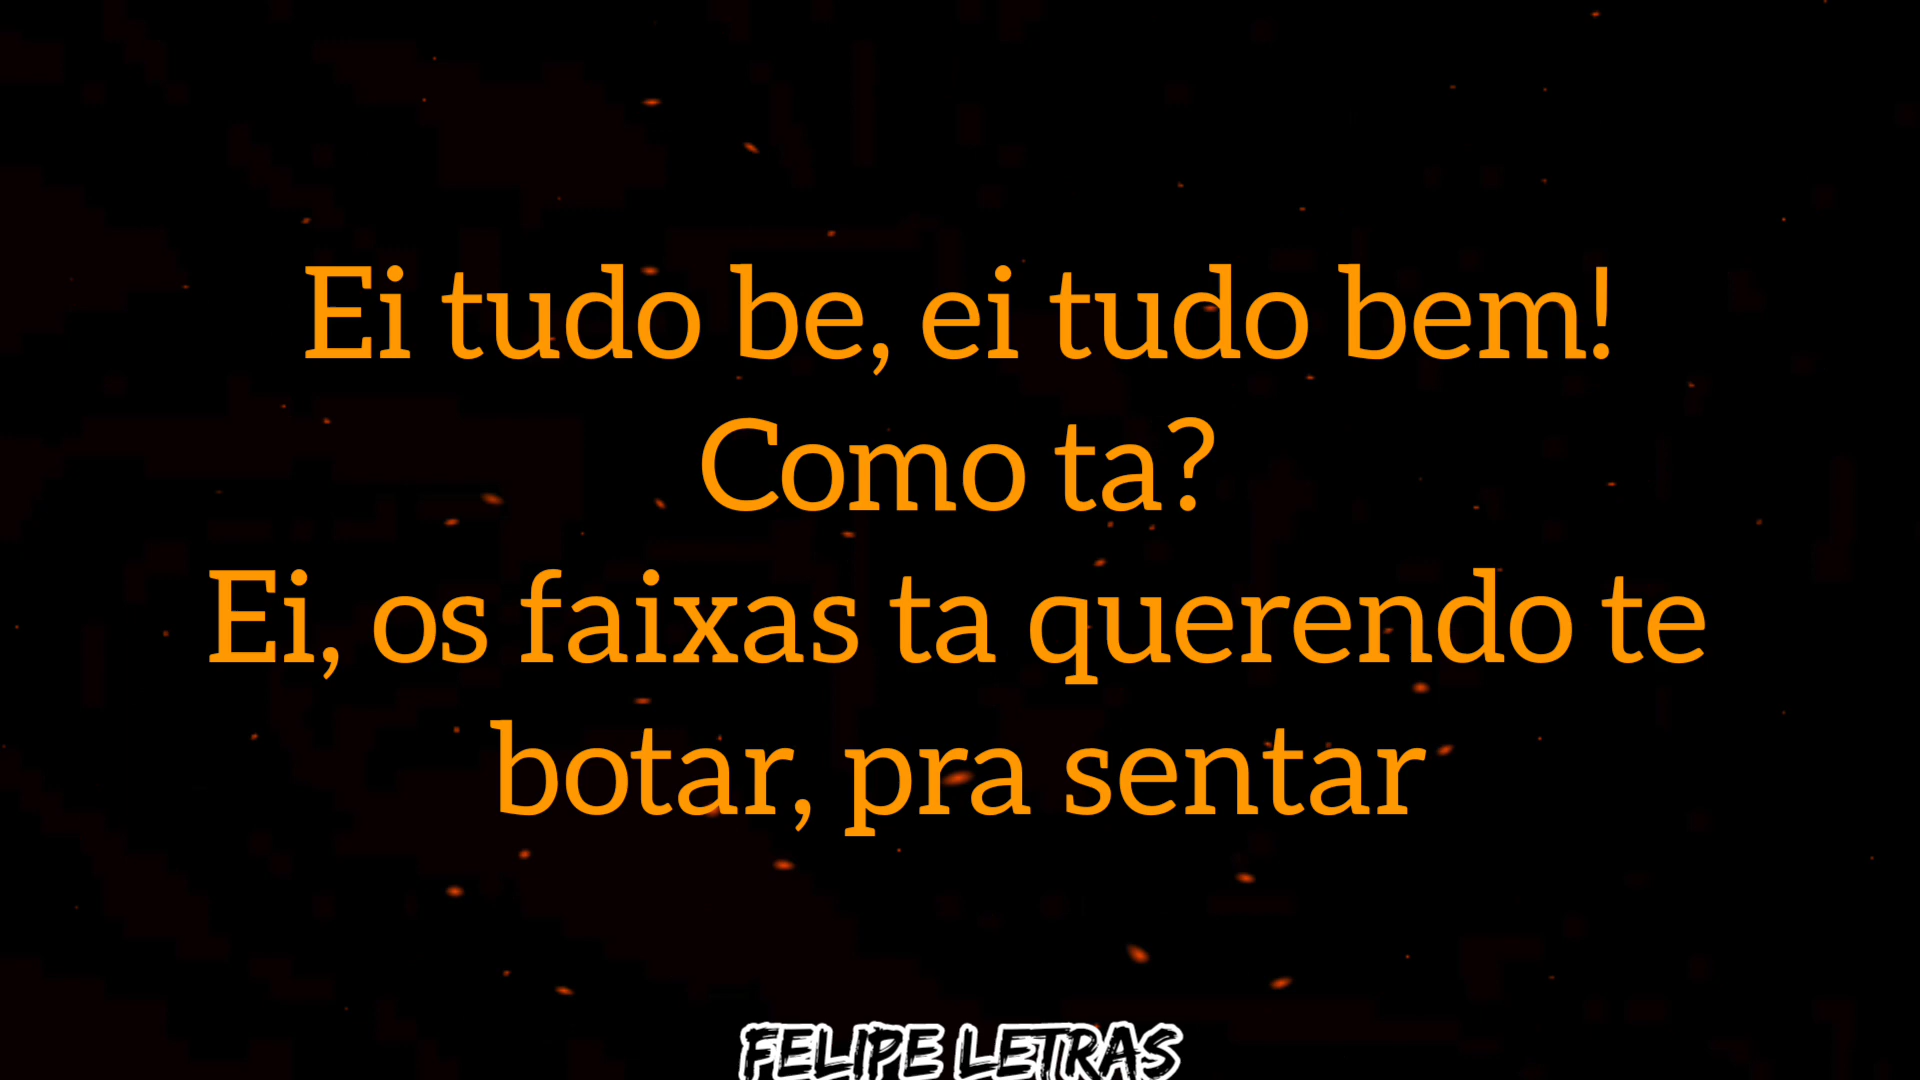 Ei tudo be, ei tudo bem!
Como ta?
Ei, os faixas ta querendo te
botar, pra sentar
FELIPE LETRAS